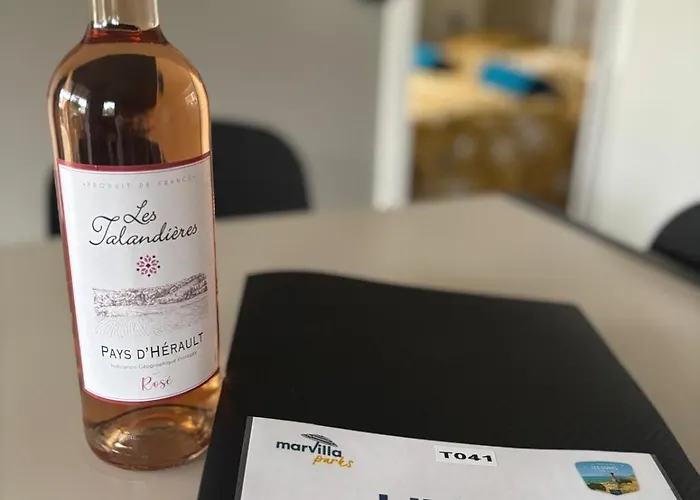 PRODUIT DE FRANCE
Les
Talandières
PAYS D'HÉRAULT
Indication Géographique Protégée
Rosé
marvilla
parks
T041